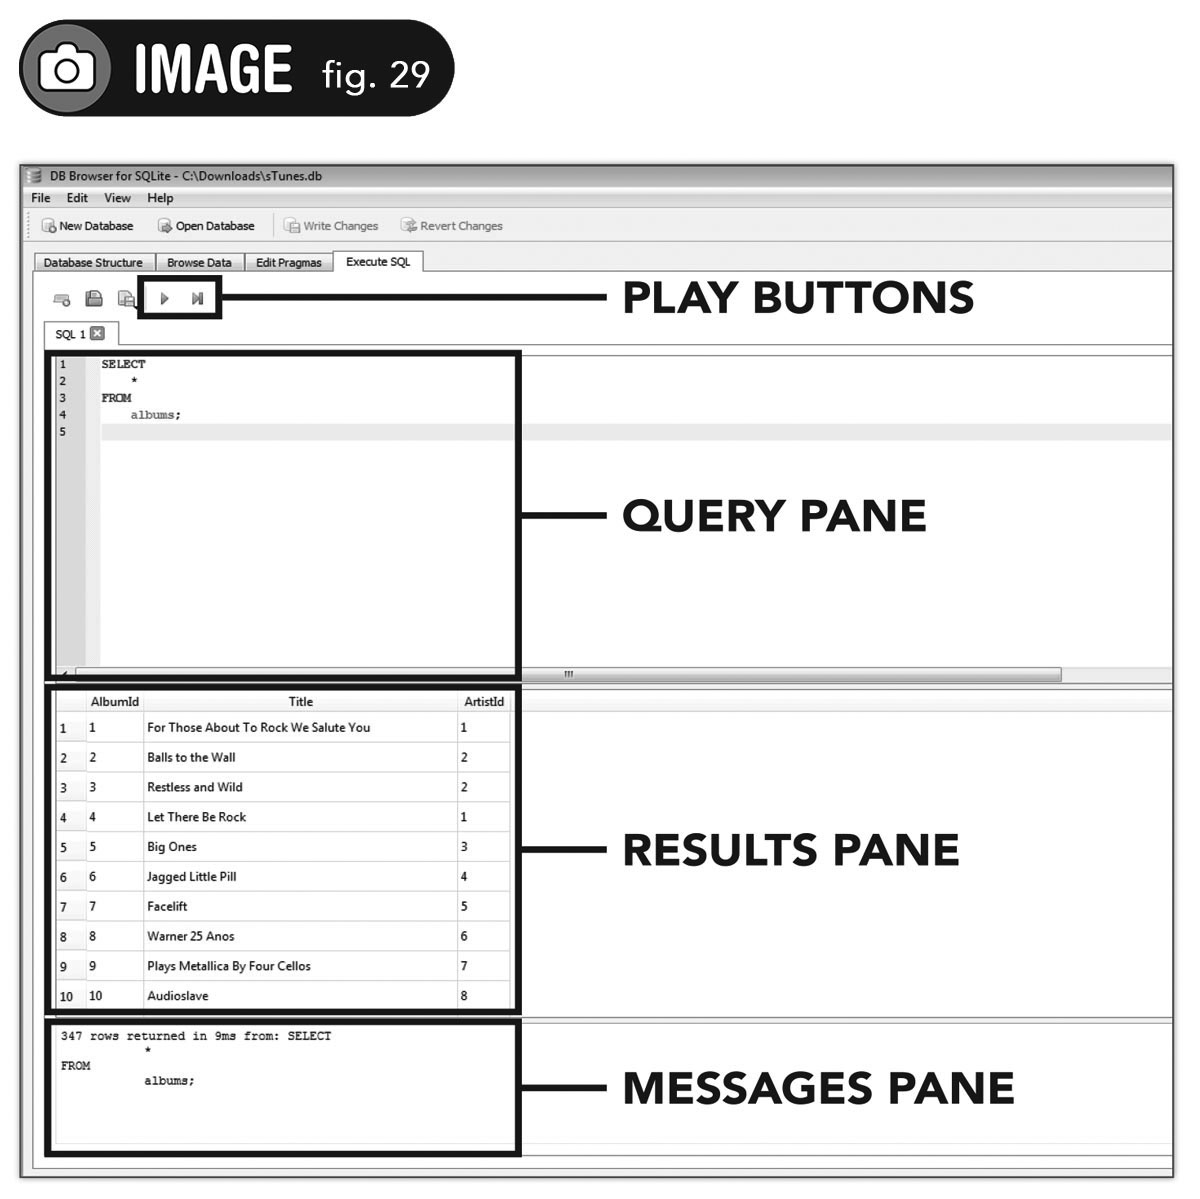 IMAGE fig. 29
DB Browser for SQLite - C:\Downloads\sTunes.db
File Edit View Help
New Database Open Database Write Changes Revert Changes
Database Structure Browse Data Edit Pragmas Execute SQL
PLAY BUTTONS
SQL 1
1 SELECT
2 *
3 FROM
4 albums;
5
QUERY PANE
AlbumId Title ArtistId
1 1 For Those About To Rock We Salute You 1
2 2 Balls to the Wall 2
3 3 Restless and Wild 2
4 4 Let There Be Rock 1
5 5 Big Ones 3
6 6 Jagged Little Pill 4
7 7 Facelift 5
8 8 Warner 25 Anos 6
9 9 Plays Metallica By Four Cellos 7
10 10 Audioslave 8
RESULTS PANE
347 rows returned in 9ms from: SELECT
*
FROM
albums;
MESSAGES PANE